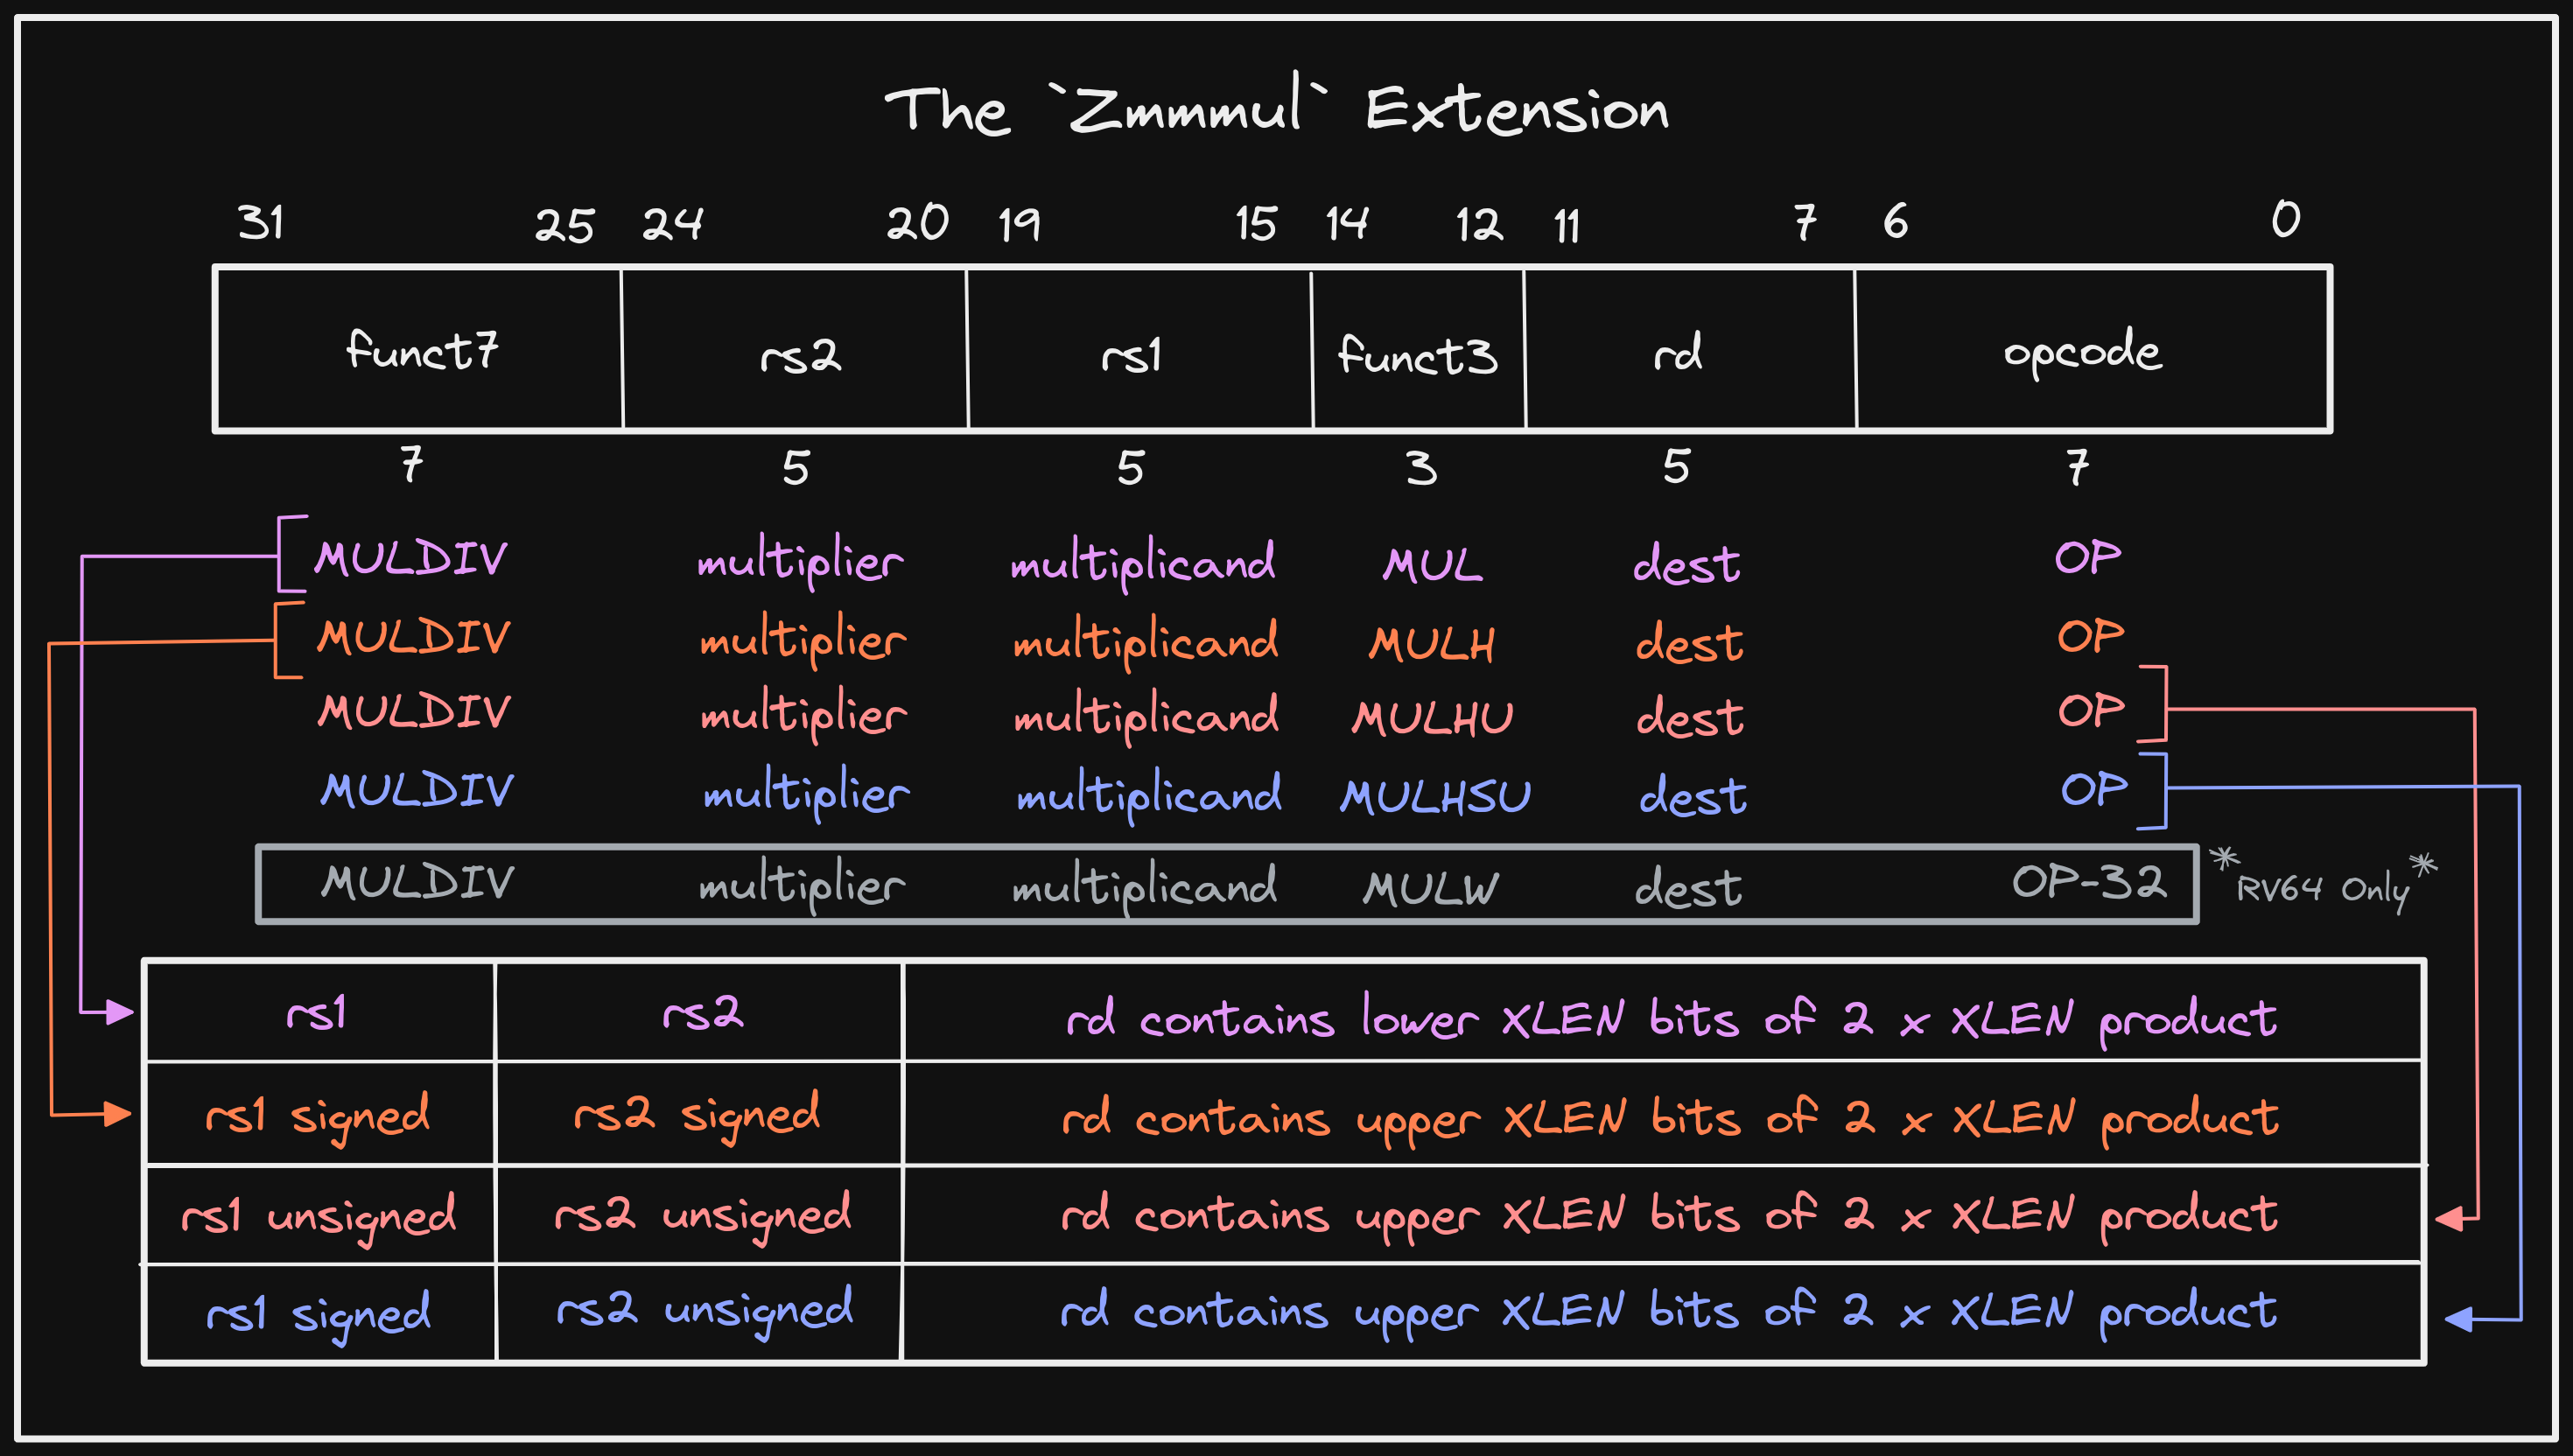 The `Zmmmul` Extension
31 25 24 20 19 15 14 12 11 7 6 0
funct7 rs2 rs1 funct3 rd opcode
7 5 5 3 5 7
MULDIV multiplier multiplicand MUL dest OP
MULDIV multiplier multiplicand MULH dest OP
MULDIV multiplier multiplicand MULHU dest OP
MULDIV multiplier multiplicand MULHSU dest OP
MULDIV multiplier multiplicand MULW dest OP-32 *RV64 Only*
rs1 rs2 rd contains lower XLEN bits of 2 x XLEN product
rs1 signed rs2 signed rd contains upper XLEN bits of 2 x XLEN product
rs1 unsigned rs2 unsigned rd contains upper XLEN bits of 2 x XLEN product
rs1 signed rs2 unsigned rd contains upper XLEN bits of 2 x XLEN product